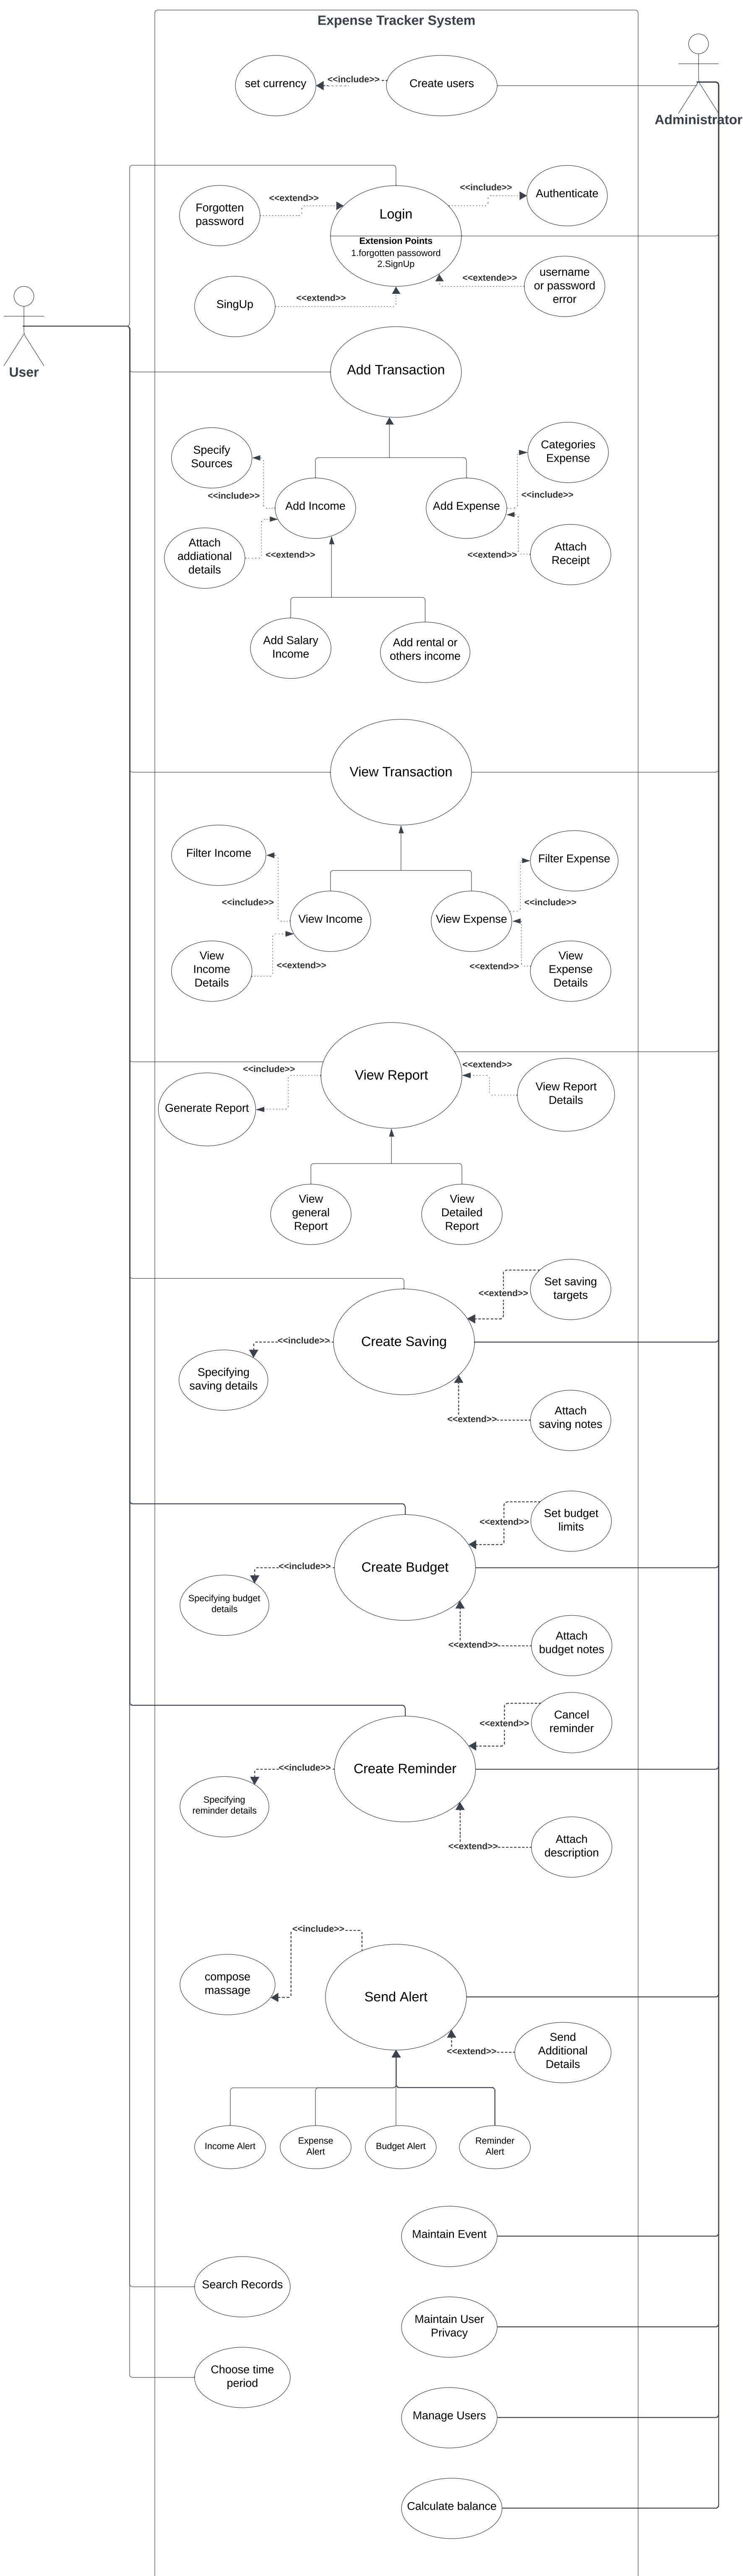 Expense Tracker System
set currency
<<include>>
Create users
Administrator
Forgotten
password
<<extend>>
Login
Extension Points
1.forgotten passoword
2.SignUp
<<include>>
Authenticate
SingUp
<<extend>>
<<extende>>
username
or password
error
User
Add Transaction
Specify
Sources
<<include>>
Add Income
Add Expense
Categories
Expense
<<include>>
Attach
addiational
details
<<extend>>
<<extend>>
Attach
Receipt
Add Salary
Income
Add rental or
others income
View Transaction
Filter Income
Filter Expense
<<include>>
<<include>>
View Income
View Expense
View
Income
Details
<<extend>>
<<extend>>
View
Expense
Details
<<include>>
View Report
<<extend>>
Generate Report
View Report
Details
View
general
Report
View
Detailed
Report
Set saving
targets
<<extend>>
<<include>>
Create Saving
Specifying
saving details
<<extend>>
Attach
saving notes
Set budget
limits
<<extend>>
<<include>>
Create Budget
Specifying budget
details
<<extend>>
Attach
budget notes
Cancel
reminder
<<extend>>
<<include>>
Create Reminder
Specifying
reminder details
<<extend>>
Attach
description
<<include>>
compose
massage
Send Alert
<<extend>>
Send
Additional
Details
Income Alert
Expense
Alert
Budget Alert
Reminder
Alert
Maintain Event
Search Records
Maintain User
Privacy
Choose time
period
Manage Users
Calculate balance